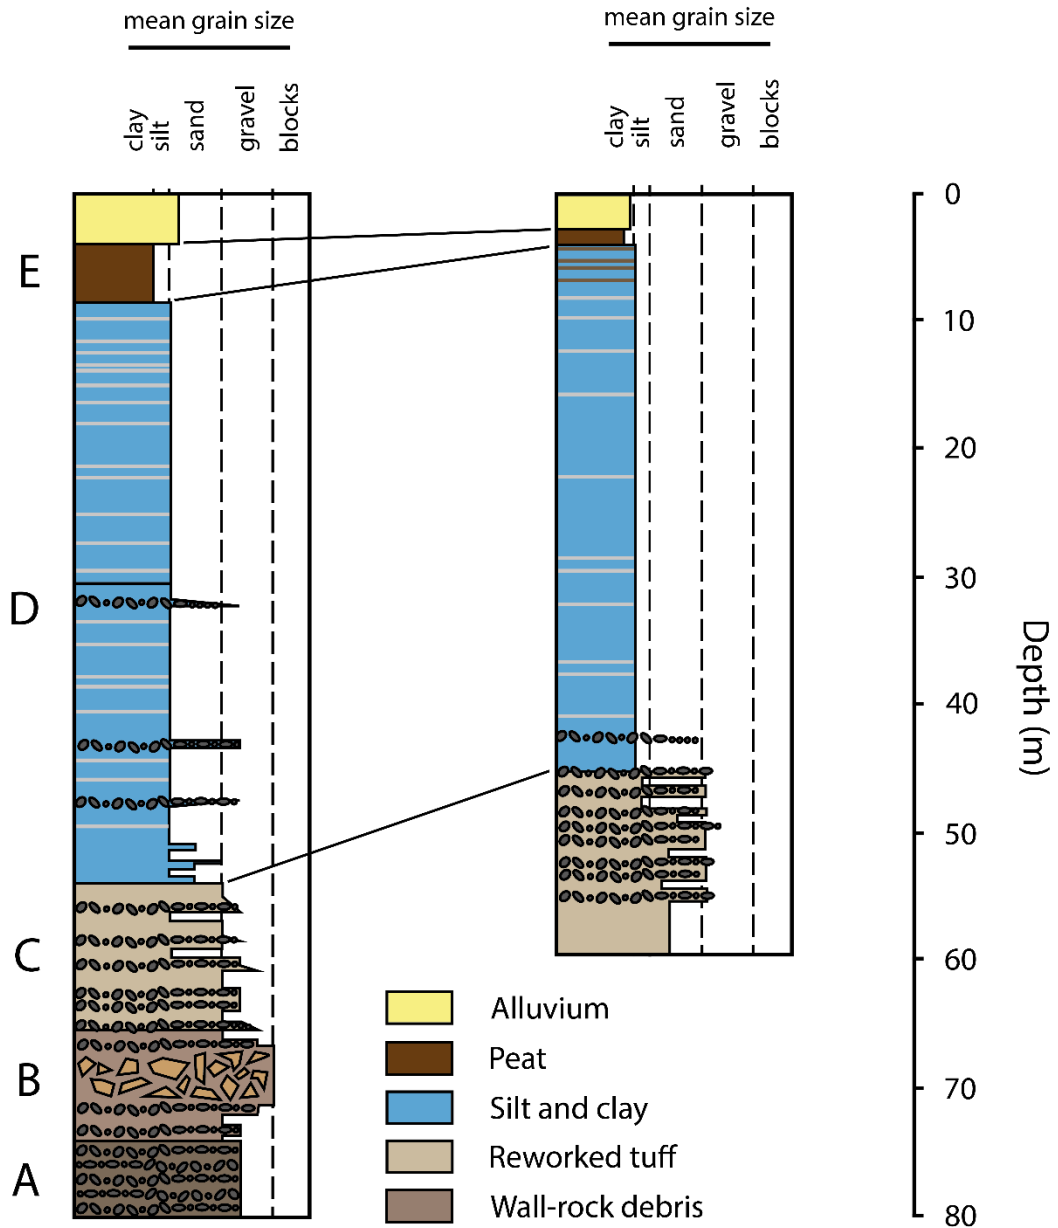 mean grain size
mean grain size
clay
silt
sand
gravel
blocks
clay
silt
sand
gravel
blocks
0
E
10
20
30
D
40
Depth (m)
50
C
60
Alluvium
Peat
B
70
Silt and clay
Reworked tuff
A
Wall-rock debris
80